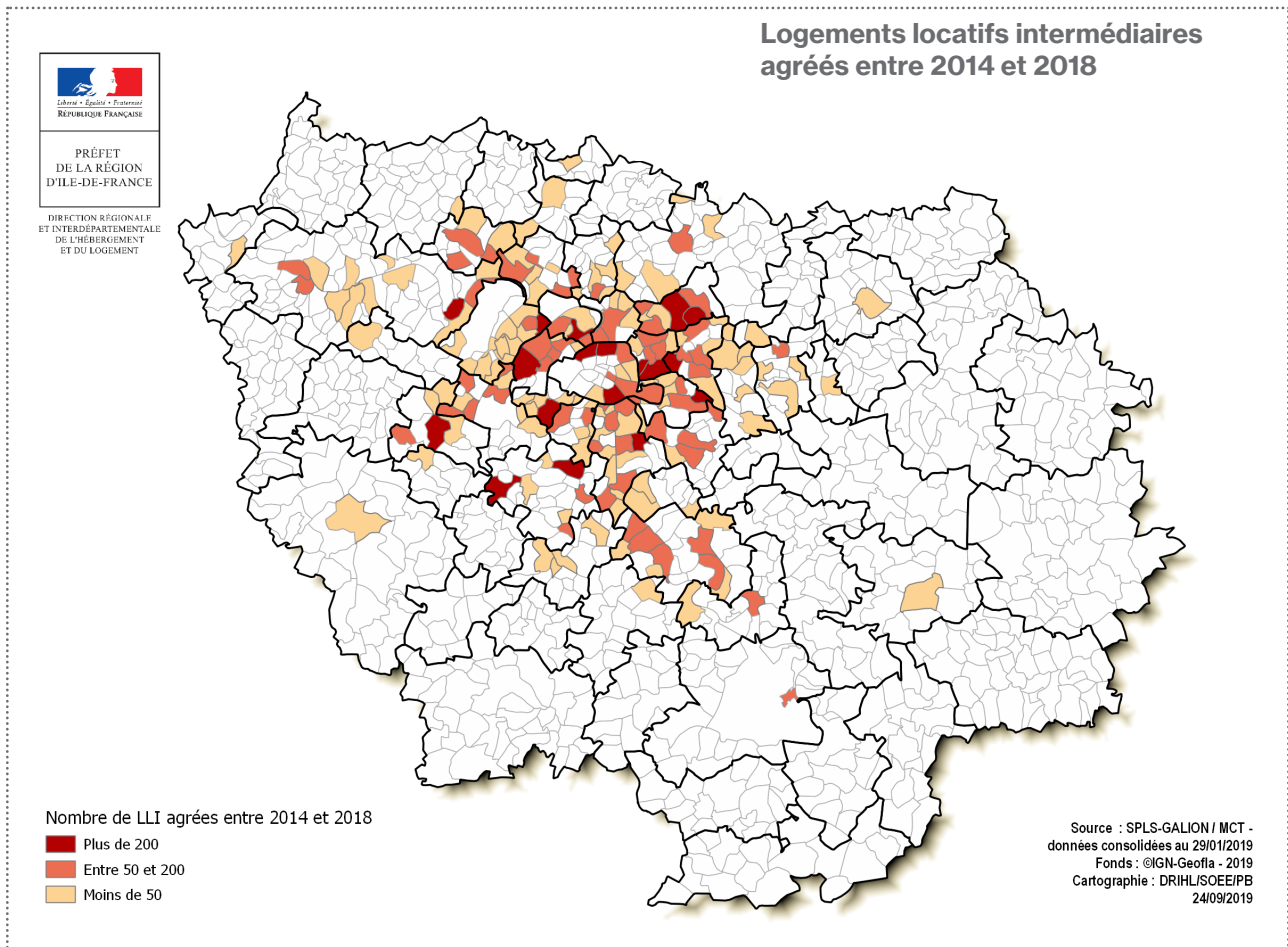 Logements locatifs intermédiaires
agréés entre 2014 et 2018
Liberté • Égalité • Fraternité
RÉPUBLIQUE FRANÇAISE
PRÉFET
DE LA RÉGION
D'ILE-DE-FRANCE
DIRECTION RÉGIONALE
ET INTERDÉPARTEMENTALE
DE L'HÉBERGEMENT
ET DU LOGEMENT
Nombre de LLI agrées entre 2014 et 2018
Plus de 200
Entre 50 et 200
Moins de 50
Source : SPLS-GALION / MCT -
données consolidées au 29/01/2019
Fonds : ©IGN-Geofla - 2019
Cartographie : DRIHL/SOEE/PB
24/09/2019